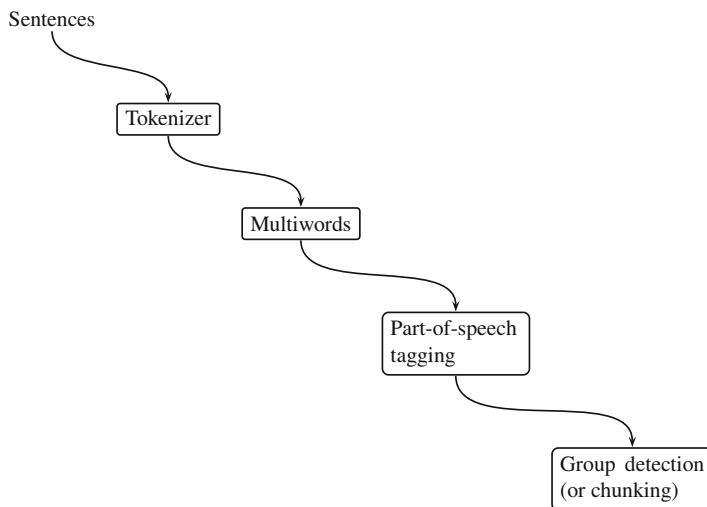 Sentences
Tokenizer
Multiwords
Part-of-speech
tagging
Group detection
(or chunking)